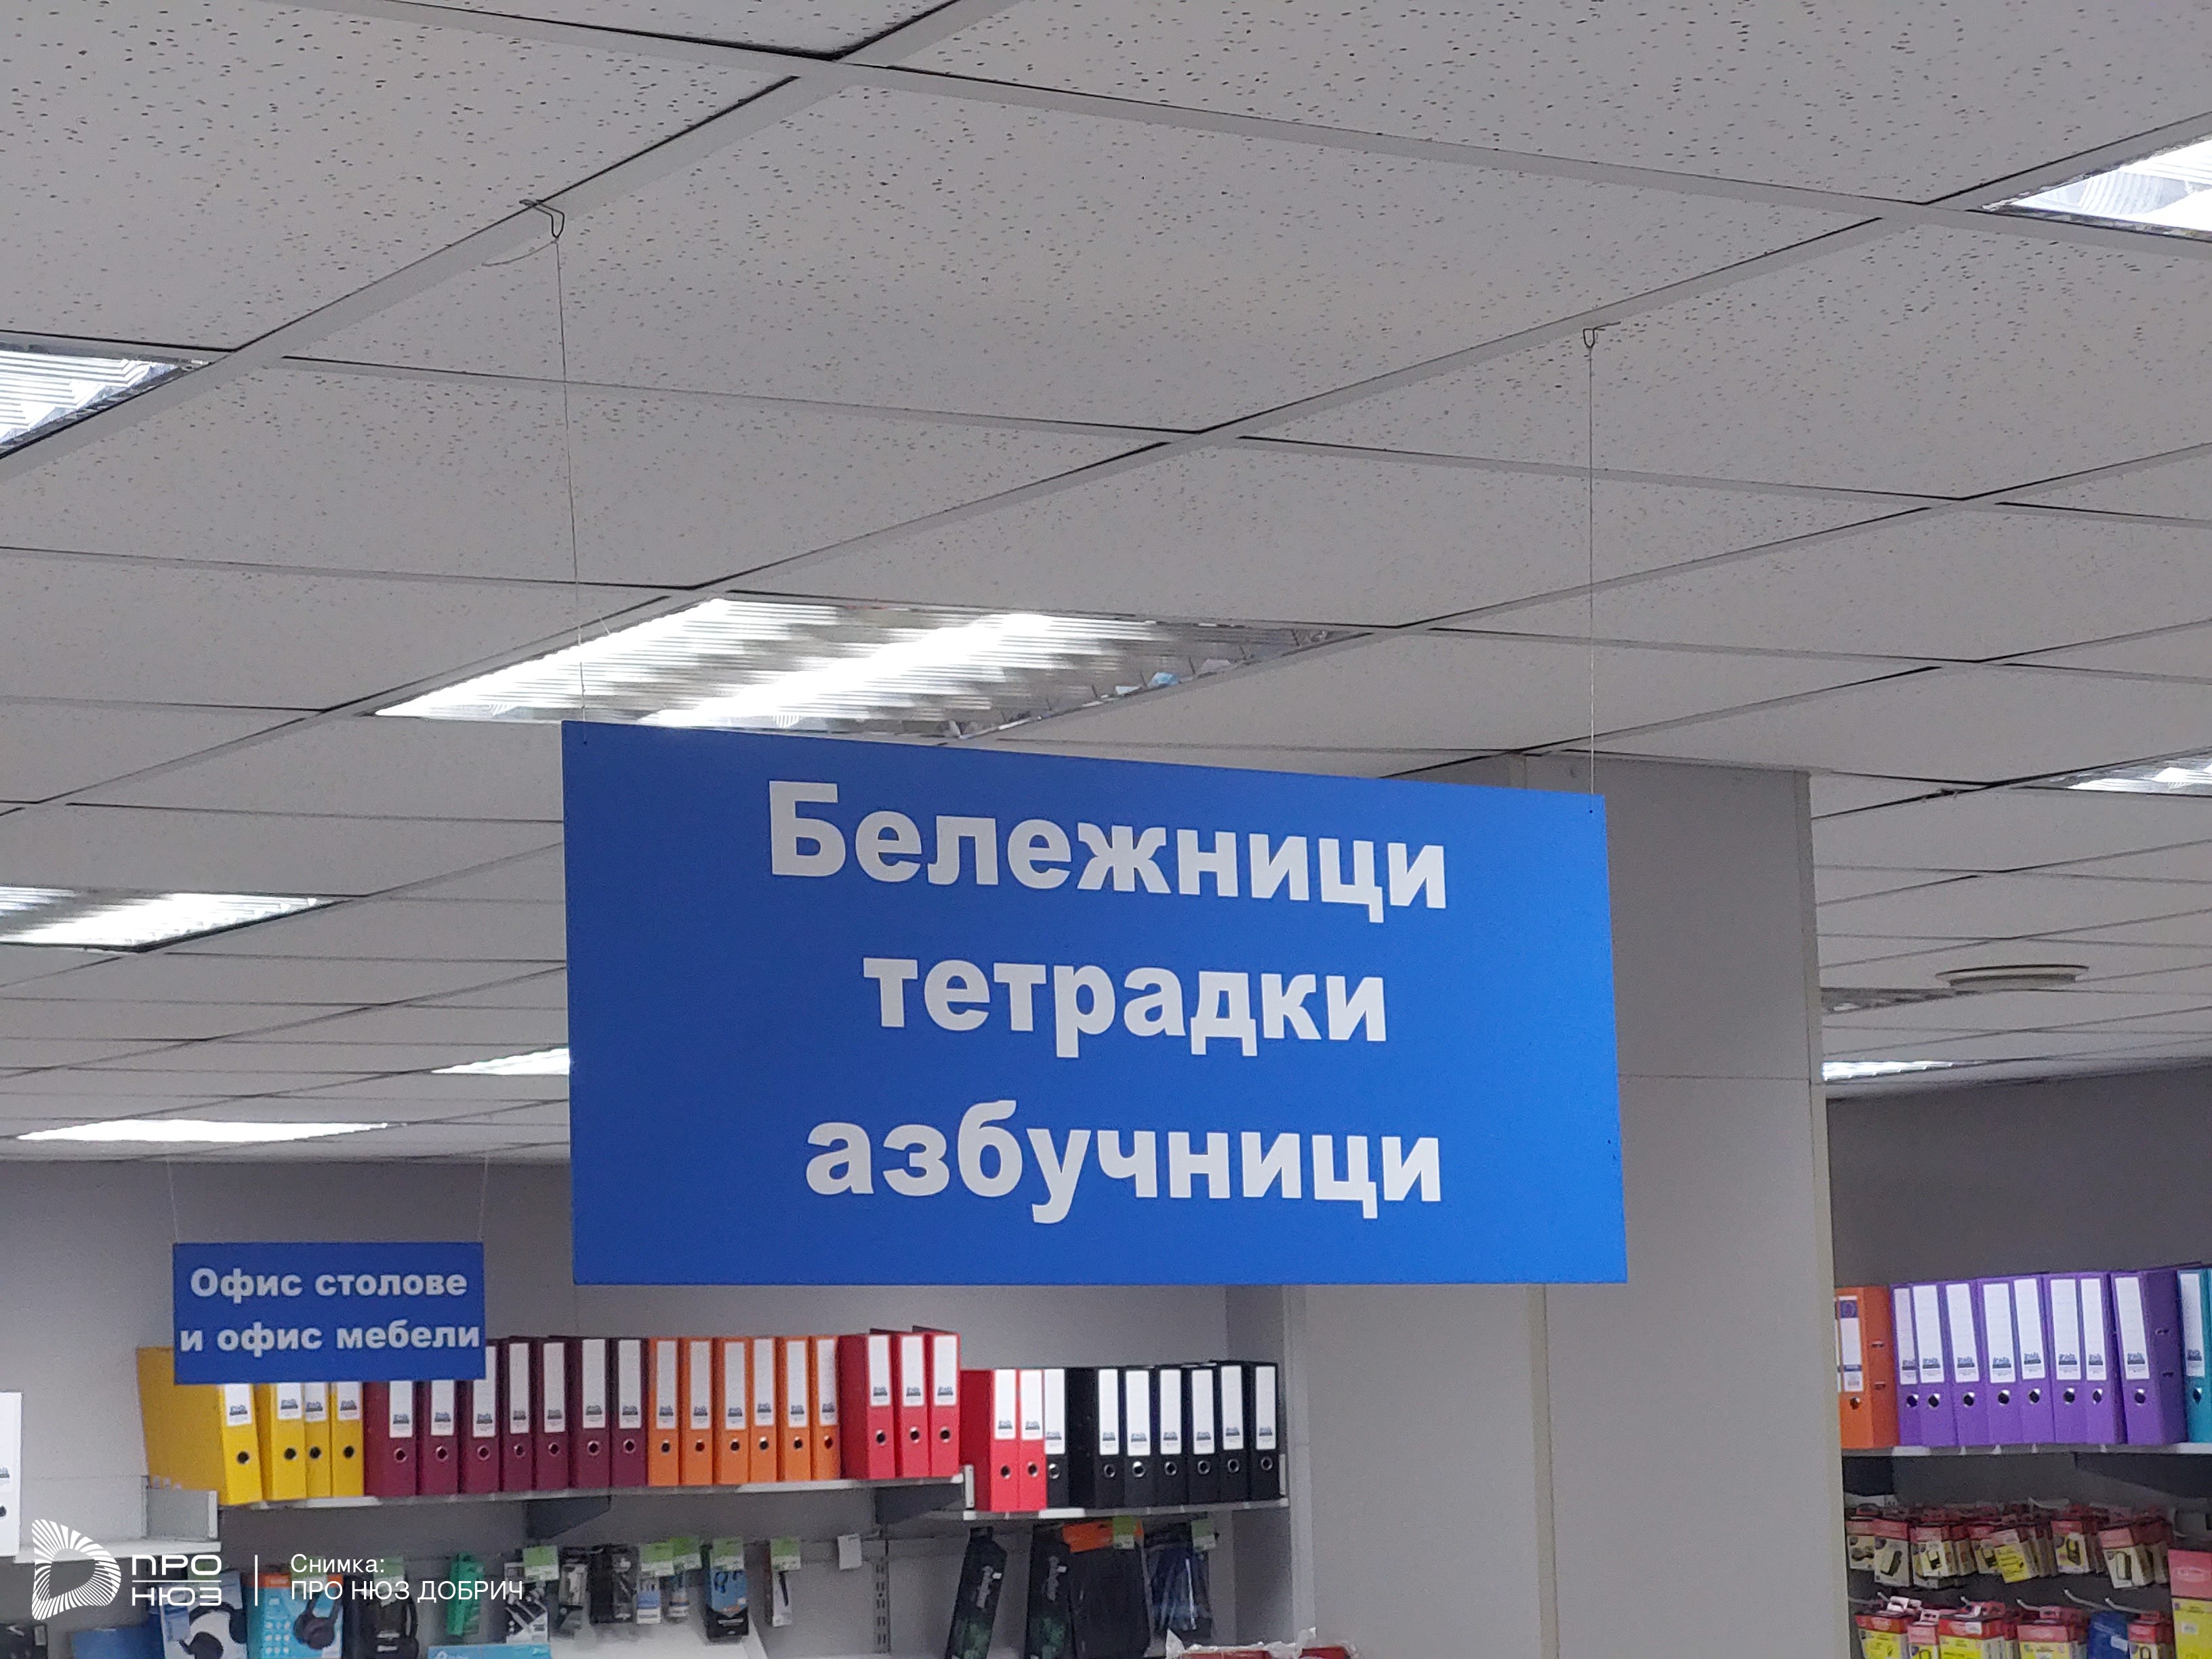 Бележници
тетрадки
азбучници
Офис столове
и офис мебели
ПРО
НЮЗ
Снимка:
ПРО НЮЗ ДОБРИЧ